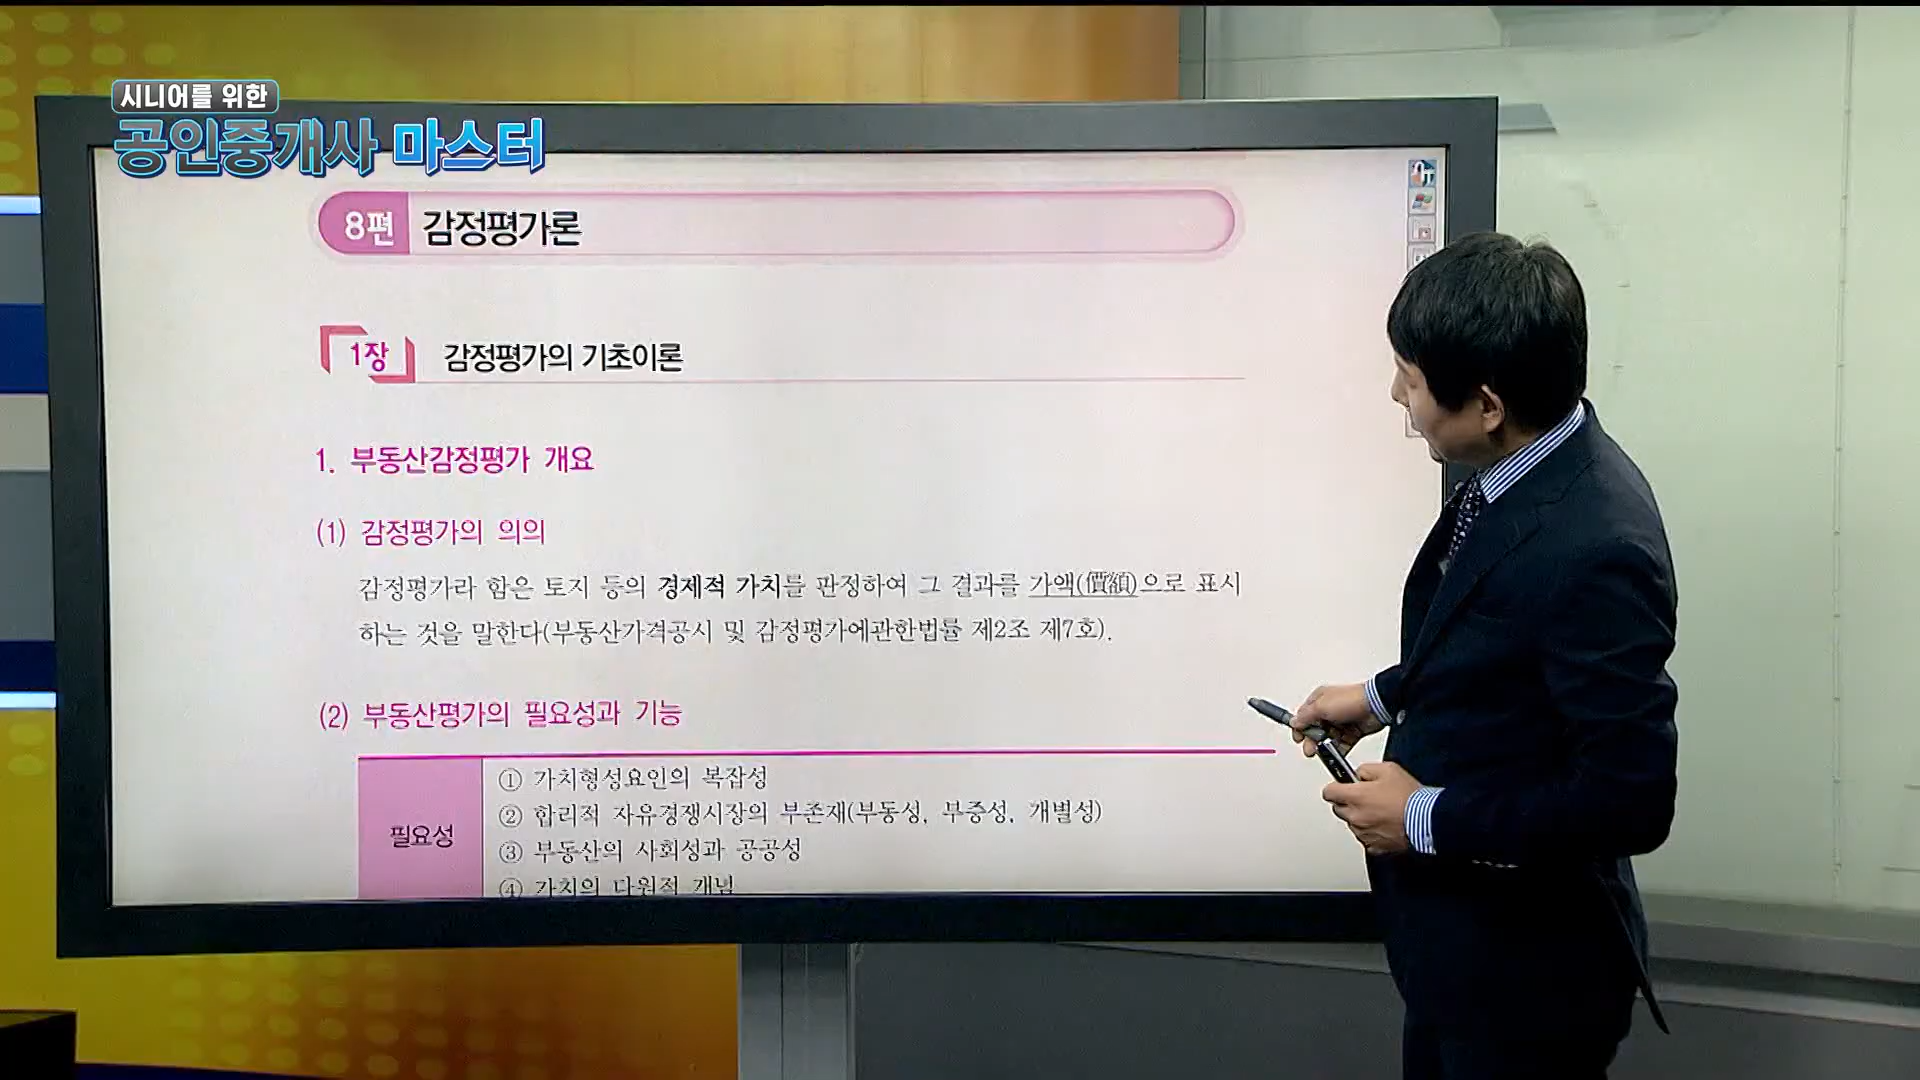 시니어를 위한
공인중개사 마스터
8편 감정평가론
1장 감정평가의 기초이론
1. 부동산감정평가 개요
(1) 감정평가의 의의
감정평가라 함은 토지 등의 경제적 가치를 판정하여 그 결과를 가액(價額)으로 표시
하는 것을 말한다(부동산가격공시 및 감정평가에관한법률 제2조 제7호).
(2) 부동산평가의 필요성과 기능
필요성
① 가치형성요인의 복잡성
② 합리적 자유경쟁시장의 부존재(부동성, 부증성, 개별성)
③ 부동산의 사회성과 공공성
④ 가치의 다원적 개념